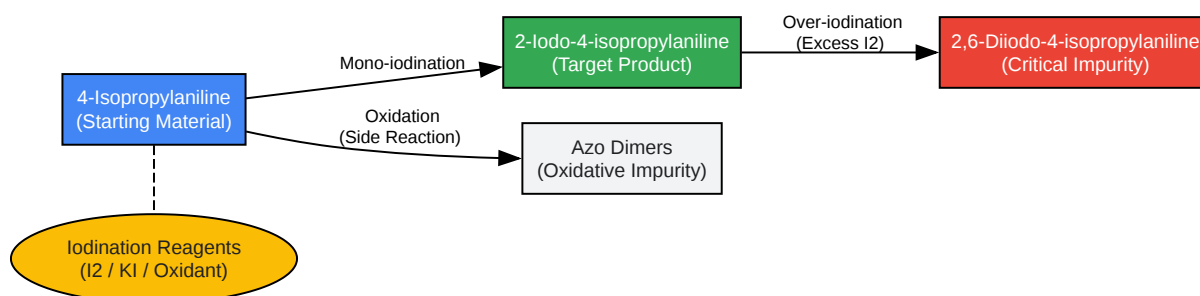 4-Isopropylaniline
(Starting Material)
Mono-iodination
2-Iodo-4-isopropylaniline
(Target Product)
Over-iodination
(Excess I2)
2,6-Diiodo-4-isopropylaniline
(Critical Impurity)
Oxidation
(Side Reaction)
Azo Dimers
(Oxidative Impurity)
Iodination Reagents
(I2 / KI / Oxidant)